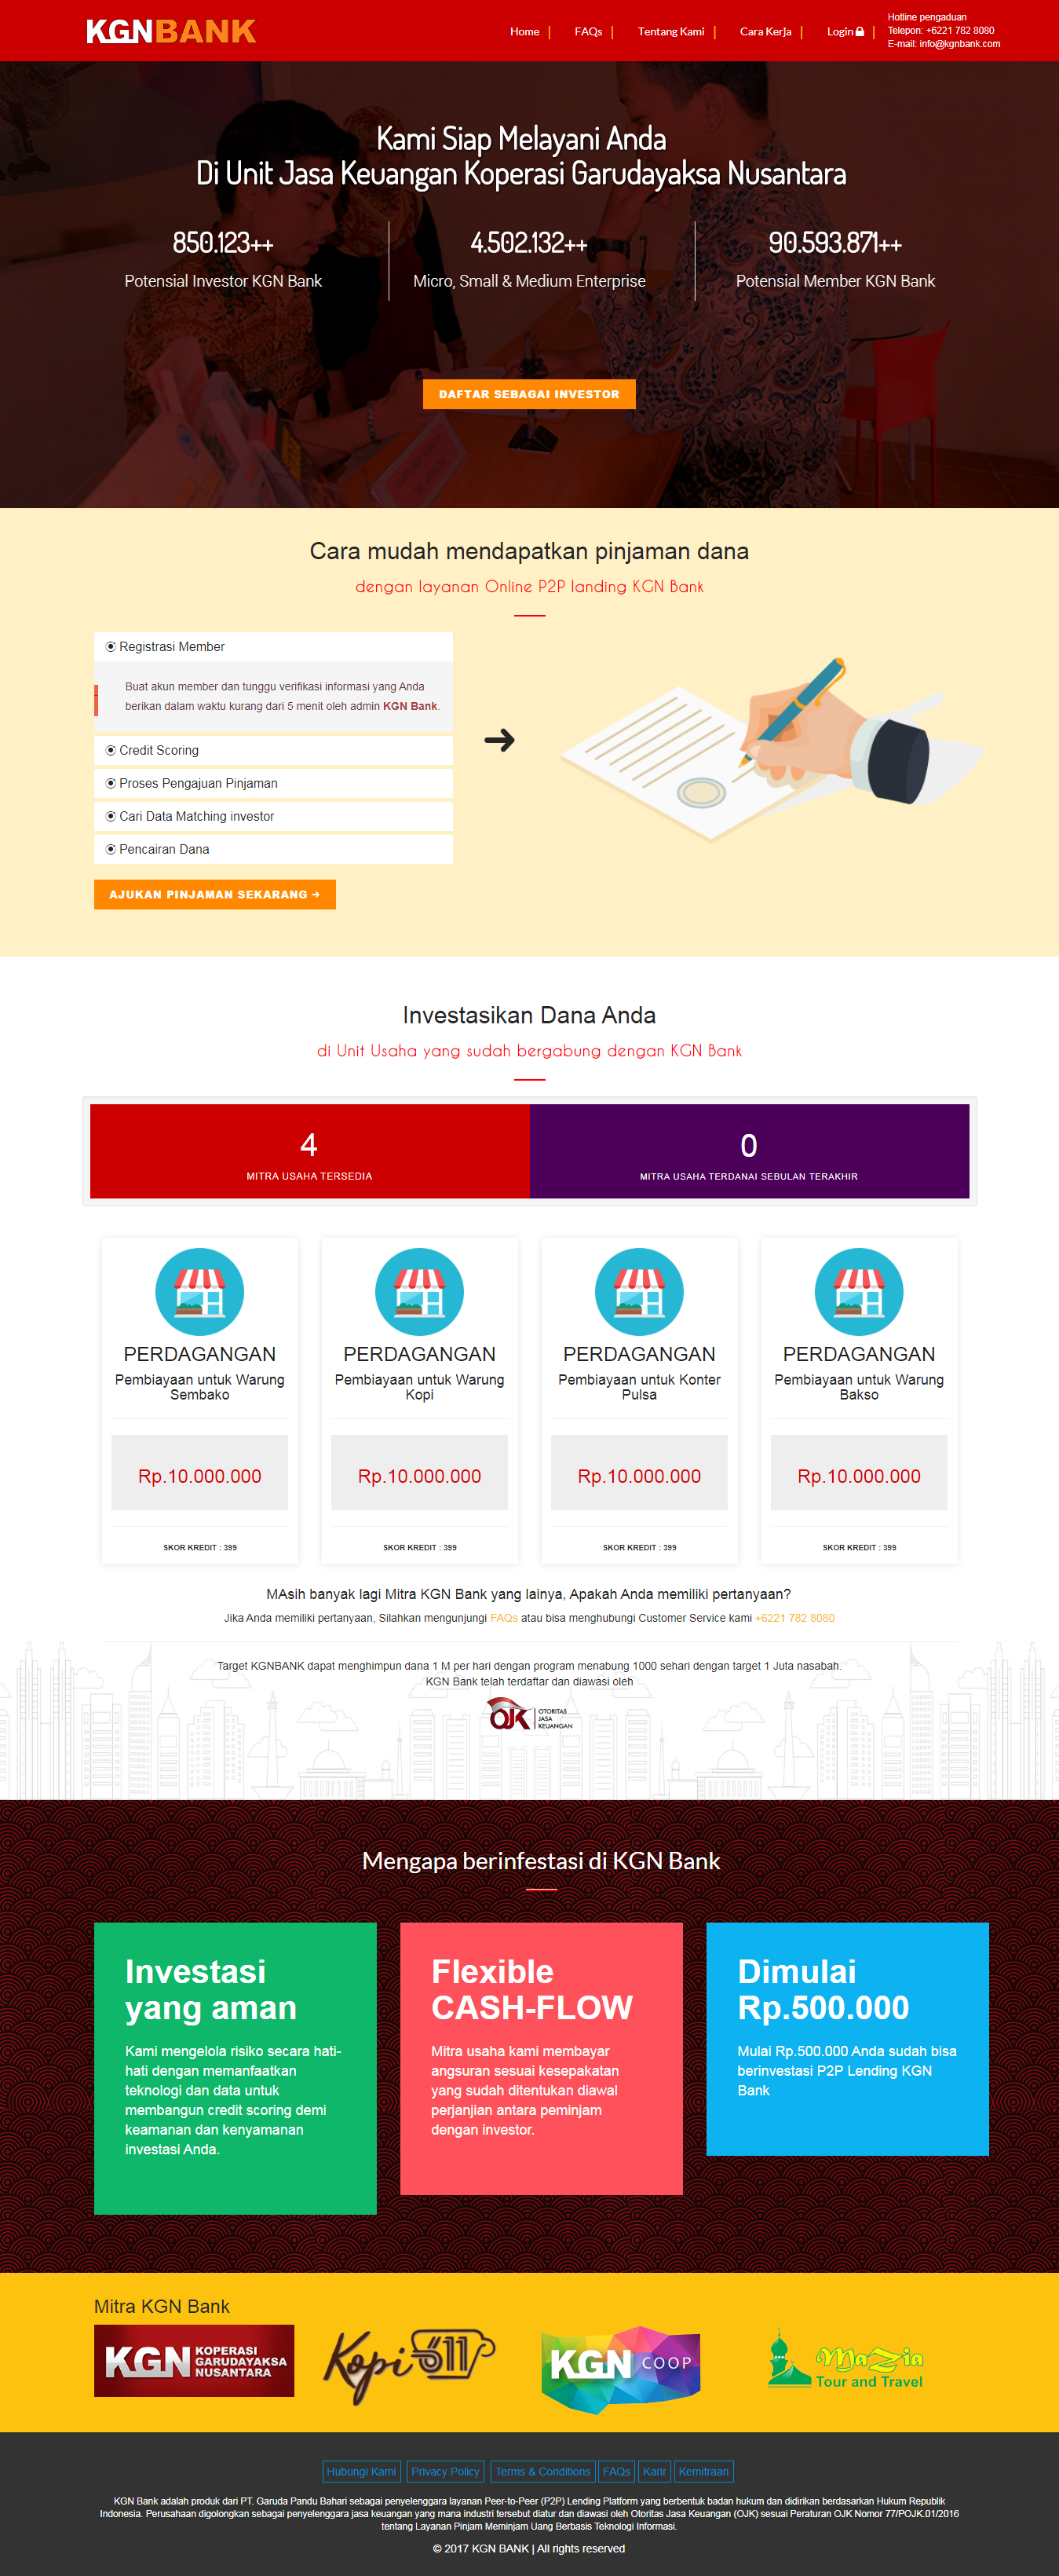 KGNBANK
Home
FAQs
Tentang Kami
Cara Kerja
Login
Hotline pengaduan
Telepon: +6221 782 8080
E-mail: info@kgnbank.com
Kami Siap Melayani Anda
Di Unit Jasa Keuangan Koperasi Garudayaksa Nusantara
850.123++
Potensial Investor KGN Bank
4.502.132++
Micro, Small & Medium Enterprise
90.593.871++
Potensial Member KGN Bank
DAFTAR SEBAGAI INVESTOR
Cara mudah mendapatkan pinjaman dana
dengan layanan Online P2P landing KGN Bank
Registrasi Member
Buat akun member dan tunggu verifikasi informasi yang Anda
berikan dalam waktu kurang dari 5 menit oleh admin KGN Bank.
Credit Scoring
Proses Pengajuan Pinjaman
Cari Data Matching investor
Pencairan Dana
AJUKAN PINJAMAN SEKARANG →
Investasikan Dana Anda
di Unit Usaha yang sudah bergabung dengan KGN Bank
4
MITRA USAHA TERSEDIA
0
MITRA USAHA TERDANAI SEBULAN TERAKHIR
PERDAGANGAN
Pembiayaan untuk Warung
Sembako
Rp.10.000.000
SKOR KREDIT : 399
PERDAGANGAN
Pembiayaan untuk Warung
Kopi
Rp.10.000.000
SKOR KREDIT : 399
PERDAGANGAN
Pembiayaan untuk Konter
Pulsa
Rp.10.000.000
SKOR KREDIT : 399
PERDAGANGAN
Pembiayaan untuk Warung
Bakso
Rp.10.000.000
SKOR KREDIT : 399
MAsih banyak lagi Mitra KGN Bank yang lainya, Apakah Anda memiliki pertanyaan?
Jika Anda memiliki pertanyaan, Silahkan mengunjungi FAQs atau bisa menghubungi Customer Service kami +6221 782 8080
Target KGNBANK dapat menghimpun dana 1 M per hari dengan program menabung 1000 sehari dengan target 1 Juta nasabah.
KGN Bank telah terdaftar dan diawasi oleh
OJK
OTORITAS
JASA
KEUANGAN
Mengapa berinfestasi di KGN Bank
Investasi
yang aman
Kami mengelola risiko secara hati-
hati dengan memanfaatkan
teknologi dan data untuk
membangun credit scoring demi
keamanan dan kenyamanan
investasi Anda.
Flexible
CASH-FLOW
Mitra usaha kami membayar
angsuran sesuai kesepakatan
yang sudah ditentukan diawal
perjanjian antara peminjam
dengan investor.
Dimulai
Rp.500.000
Mulai Rp.500.000 Anda sudah bisa
berinvestasi P2P Lending KGN
Bank
Mitra KGN Bank
KGN
KOPERASI
GARUDAYAKSA
NUSANTARA
Kopi 511
KGN COOP
MaZia
Tour and Travel
Hubungi Kami
Privacy Policy
Terms & Conditions
FAQs
Karir
Kemitraan
KGN Bank adalah produk dari PT. Garuda Pandu Bahari sebagai penyelenggara layanan Peer-to-Peer (P2P) Lending Platform yang berbentuk badan hukum dan didirikan berdasarkan Hukum Republik
Indonesia. Perusahaan digolongkan sebagai penyelenggara jasa keuangan yang mana industri tersebut diatur dan diawasi oleh Otoritas Jasa Keuangan (OJK) sesuai Peraturan OJK Nomor 77/POJK.01/2016
tentang Layanan Pinjam Meminjam Uang Berbasis Teknologi Informasi.
© 2017 KGN BANK | All rights reserved